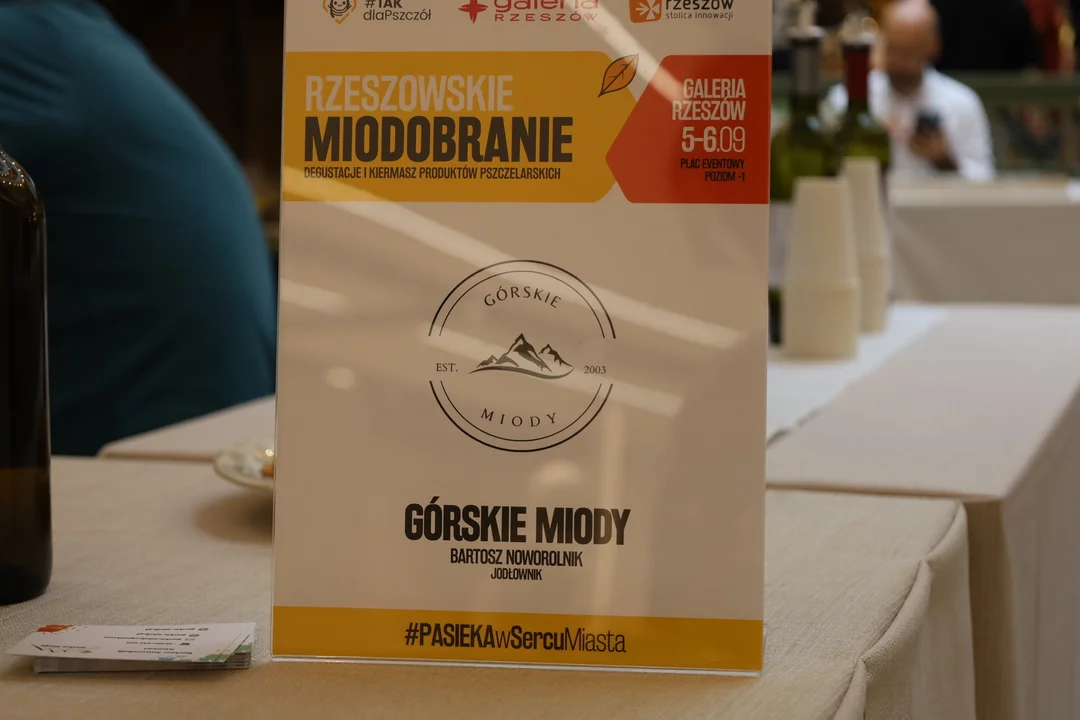 #TAK
dlaPszczół
galeria
RZESZÓW
rzeszów
stolica innowacji
RZESZOWSKIE
MIODOBRANIE
DEGUSTACJE I KIERMASZ PRODUKTÓW PSZCZELARSKICH
GALERIA
RZESZÓW
5-6.09
PLAC EVENTOWY
POZIOM -1
GÓRSKIE
EST. 2003
MIODY
GÓRSKIE MIODY
BARTOSZ NOWOROLNIK
JODŁOWNIK
#PASIEKAwSercuMiasta